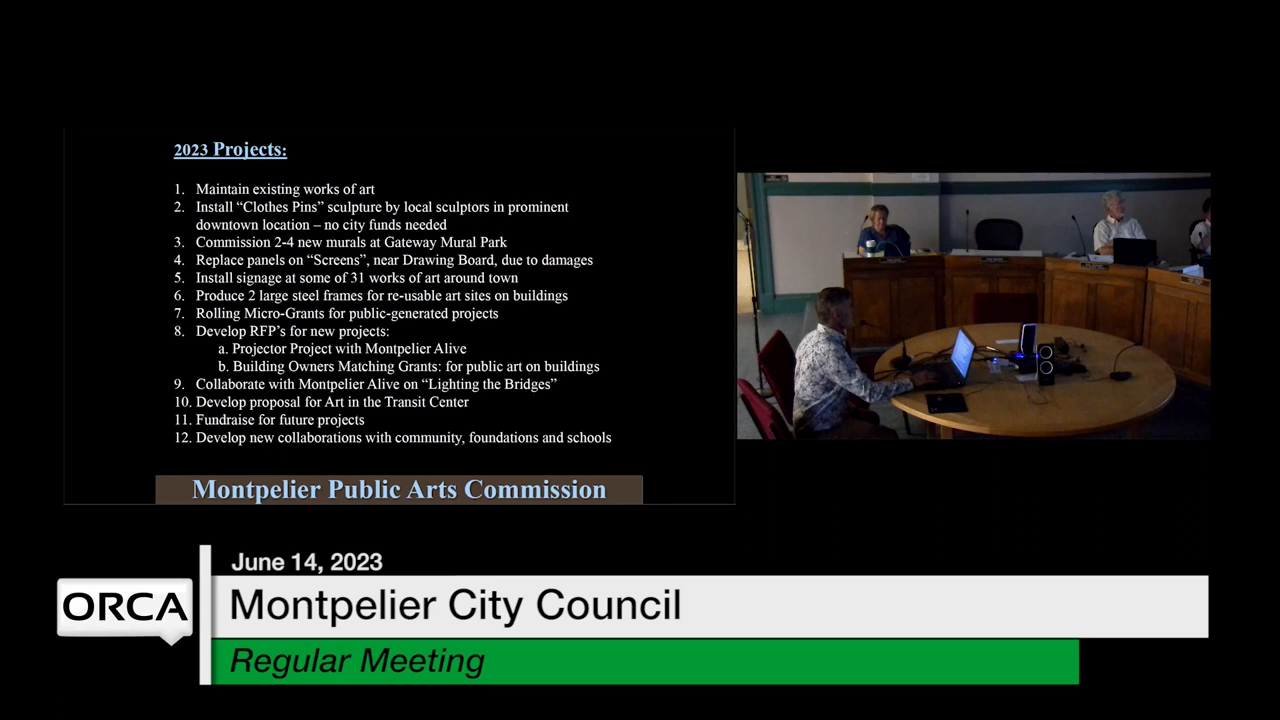 2023 Projects:
1. Maintain existing works of art
2. Install “Clothes Pins” sculpture by local sculptors in prominent
downtown location – no city funds needed
3. Commission 2-4 new murals at Gateway Mural Park
4. Replace panels on “Screens”, near Drawing Board, due to damages
5. Install signage at some of 31 works of art around town
6. Produce 2 large steel frames for re-usable art sites on buildings
7. Rolling Micro-Grants for public-generated projects
8. Develop RFP’s for new projects:
a. Projector Project with Montpelier Alive
b. Building Owners Matching Grants: for public art on buildings
9. Collaborate with Montpelier Alive on “Lighting the Bridges”
10. Develop proposal for Art in the Transit Center
11. Fundraise for future projects
12. Develop new collaborations with community, foundations and schools
Montpelier Public Arts Commission
June 14, 2023
ORCA
Montpelier City Council
Regular Meeting